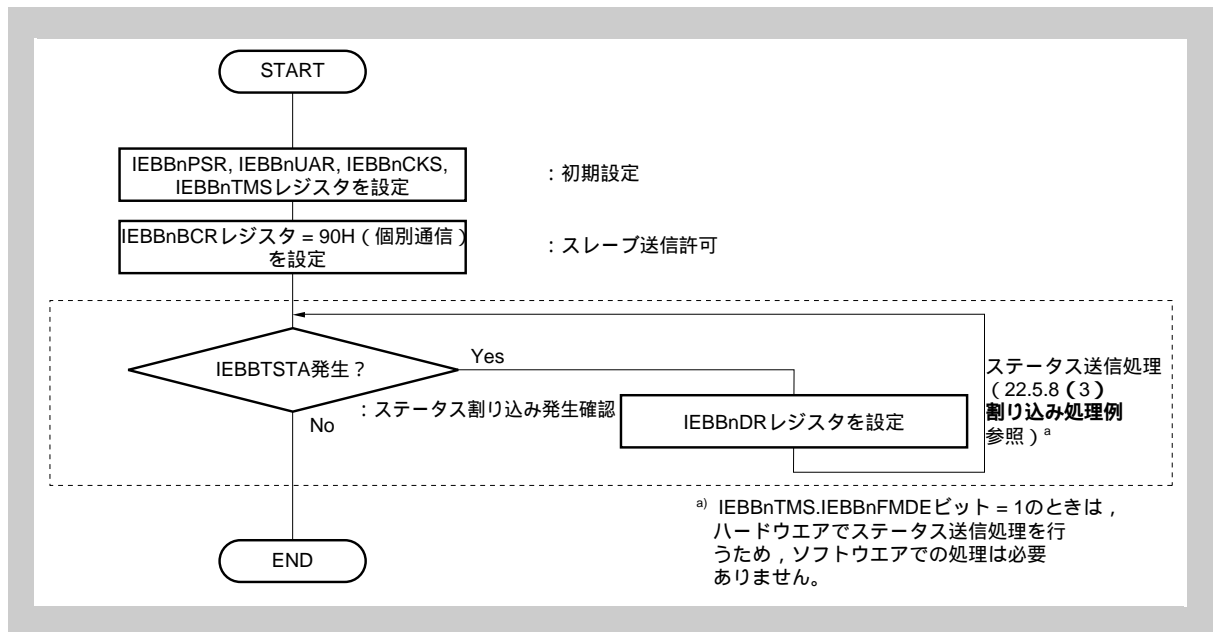 START
IEBBnPSR, IEBBnUAR, IEBBnCKS,
IEBBnTMSレジスタを設定
：初期設定
IEBBnBCRレジスタ = 90H（個別通信）
を設定
：スレーブ送信許可
IEBBTSTA発生？
Yes
：ステータス割り込み発生確認
No
IEBBnDRレジスタを設定
ステータス送信処理
（22.5.8（3）
割り込み処理例
参照）a
a) IEBBnTMS.IEBBnFMDEビット = 1のときは，
ハードウエアでステータス送信処理を行
うため，ソフトウエアでの処理は必要
ありません。
END